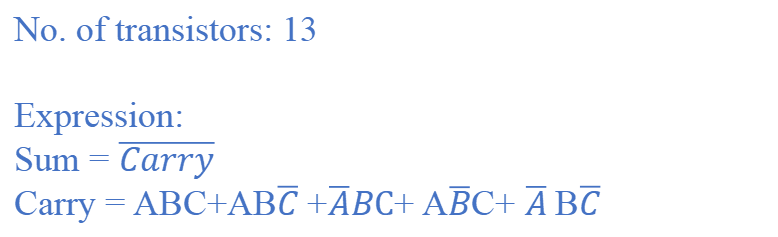 No. of transistors: 13
Expression:
Sum = C̅a̅r̅r̅y̅
Carry = ABC+ABC̅ +A̅BC+ AB̅C+ A̅ BC̅